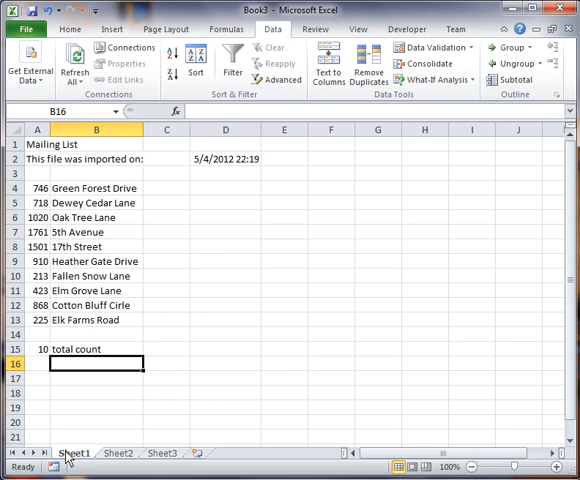 Book3 - Microsoft Excel
File Home Insert Page Layout Formulas Data Review View Developer Team
Get External Data
Refresh All
Connections
Properties
Edit Links
Connections
Sort
Filter
Clear
Reapply
Advanced
Sort & Filter
Text to Columns
Remove Duplicates
Data Validation
Consolidate
What-If Analysis
Data Tools
Group
Ungroup
Subtotal
Outline
B16 fx
A B C D E F G H I J
1 Mailing List
2 This file was imported on: 5/4/2012 22:19
3
4 746 Green Forest Drive
5 718 Dewey Cedar Lane
6 1020 Oak Tree Lane
7 1761 5th Avenue
8 1501 17th Street
9 910 Heather Gate Drive
10 213 Fallen Snow Lane
11 423 Elm Grove Lane
12 868 Cotton Bluff Cirle
13 225 Elk Farms Road
14
15 10 total count
16
17
18
19
20
21
Sheet1 Sheet2 Sheet3
Ready 100%